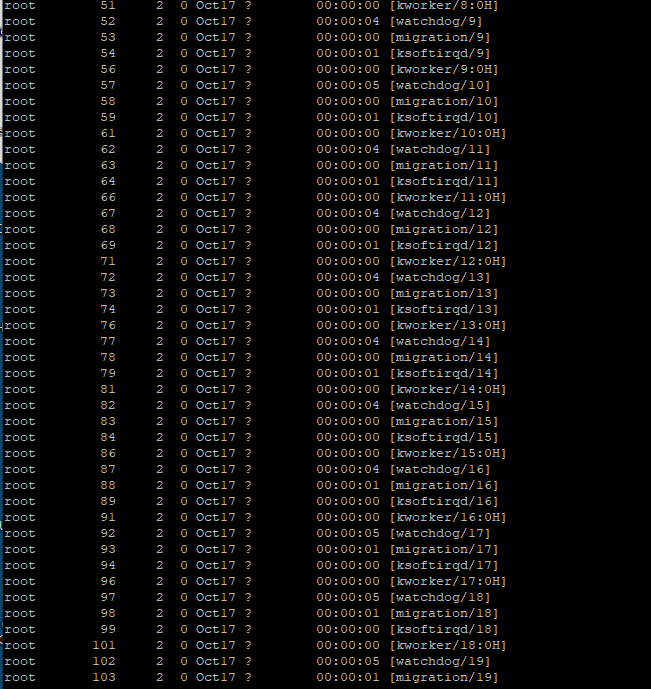 root 51 2 0 Oct17 ? 00:00:00 [kworker/8:0H]
root 52 2 0 Oct17 ? 00:00:04 [watchdog/9]
root 53 2 0 Oct17 ? 00:00:00 [migration/9]
root 54 2 0 Oct17 ? 00:00:01 [ksoftirqd/9]
root 56 2 0 Oct17 ? 00:00:00 [kworker/9:0H]
root 57 2 0 Oct17 ? 00:00:05 [watchdog/10]
root 58 2 0 Oct17 ? 00:00:00 [migration/10]
root 59 2 0 Oct17 ? 00:00:01 [ksoftirqd/10]
root 61 2 0 Oct17 ? 00:00:00 [kworker/10:0H]
root 62 2 0 Oct17 ? 00:00:04 [watchdog/11]
root 63 2 0 Oct17 ? 00:00:00 [migration/11]
root 64 2 0 Oct17 ? 00:00:01 [ksoftirqd/11]
root 66 2 0 Oct17 ? 00:00:00 [kworker/11:0H]
root 67 2 0 Oct17 ? 00:00:04 [watchdog/12]
root 68 2 0 Oct17 ? 00:00:00 [migration/12]
root 69 2 0 Oct17 ? 00:00:01 [ksoftirqd/12]
root 71 2 0 Oct17 ? 00:00:00 [kworker/12:0H]
root 72 2 0 Oct17 ? 00:00:04 [watchdog/13]
root 73 2 0 Oct17 ? 00:00:00 [migration/13]
root 74 2 0 Oct17 ? 00:00:01 [ksoftirqd/13]
root 76 2 0 Oct17 ? 00:00:00 [kworker/13:0H]
root 77 2 0 Oct17 ? 00:00:04 [watchdog/14]
root 78 2 0 Oct17 ? 00:00:00 [migration/14]
root 79 2 0 Oct17 ? 00:00:01 [ksoftirqd/14]
root 81 2 0 Oct17 ? 00:00:00 [kworker/14:0H]
root 82 2 0 Oct17 ? 00:00:04 [watchdog/15]
root 83 2 0 Oct17 ? 00:00:00 [migration/15]
root 84 2 0 Oct17 ? 00:00:00 [ksoftirqd/15]
root 86 2 0 Oct17 ? 00:00:00 [kworker/15:0H]
root 87 2 0 Oct17 ? 00:00:04 [watchdog/16]
root 88 2 0 Oct17 ? 00:00:01 [migration/16]
root 89 2 0 Oct17 ? 00:00:00 [ksoftirqd/16]
root 91 2 0 Oct17 ? 00:00:00 [kworker/16:0H]
root 92 2 0 Oct17 ? 00:00:05 [watchdog/17]
root 93 2 0 Oct17 ? 00:00:01 [migration/17]
root 94 2 0 Oct17 ? 00:00:00 [ksoftirqd/17]
root 96 2 0 Oct17 ? 00:00:00 [kworker/17:0H]
root 97 2 0 Oct17 ? 00:00:05 [watchdog/18]
root 98 2 0 Oct17 ? 00:00:01 [migration/18]
root 99 2 0 Oct17 ? 00:00:00 [ksoftirqd/18]
root 101 2 0 Oct17 ? 00:00:00 [kworker/18:0H]
root 102 2 0 Oct17 ? 00:00:05 [watchdog/19]
root 103 2 0 Oct17 ? 00:00:01 [migration/19]